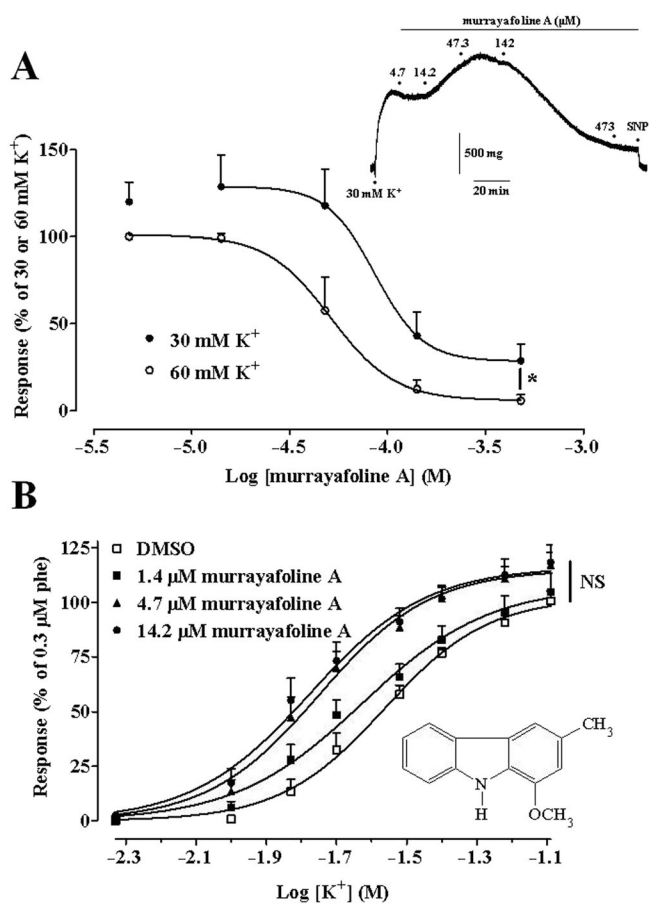 A
murrayafoline A (µM)
4.7 14.2 47.3 142 473 SNP
30 mM K+
500 mg
20 min
Response (% of 30 or 60 mM K+)
150
100
50
0
30 mM K+
60 mM K+
*
−5.5 −5.0 −4.5 −4.0 −3.5 −3.0
Log [murrayafoline A] (M)
B
Response (% of 0.3 µM phe)
125
100
75
50
25
0
DMSO
1.4 µM murrayafoline A
4.7 µM murrayafoline A
14.2 µM murrayafoline A
NS
CH3
N
H
OCH3
−2.3 −2.1 −1.9 −1.7 −1.5 −1.3 −1.1
Log [K+] (M)